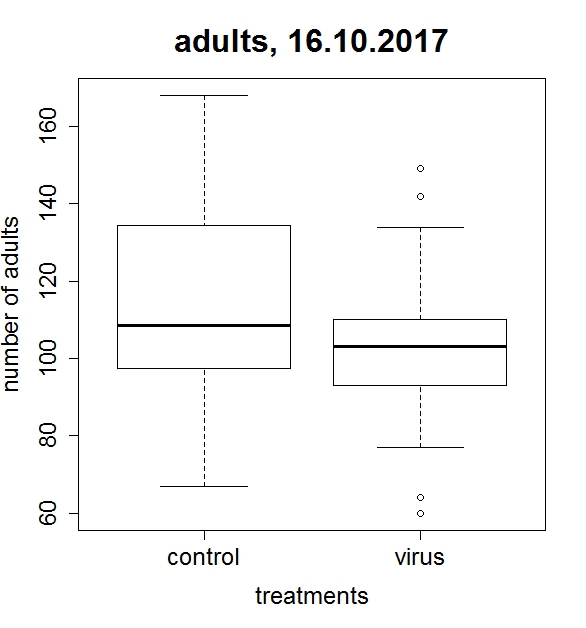 adults, 16.10.2017
number of adults
160
140
120
100
80
60
control virus
treatments